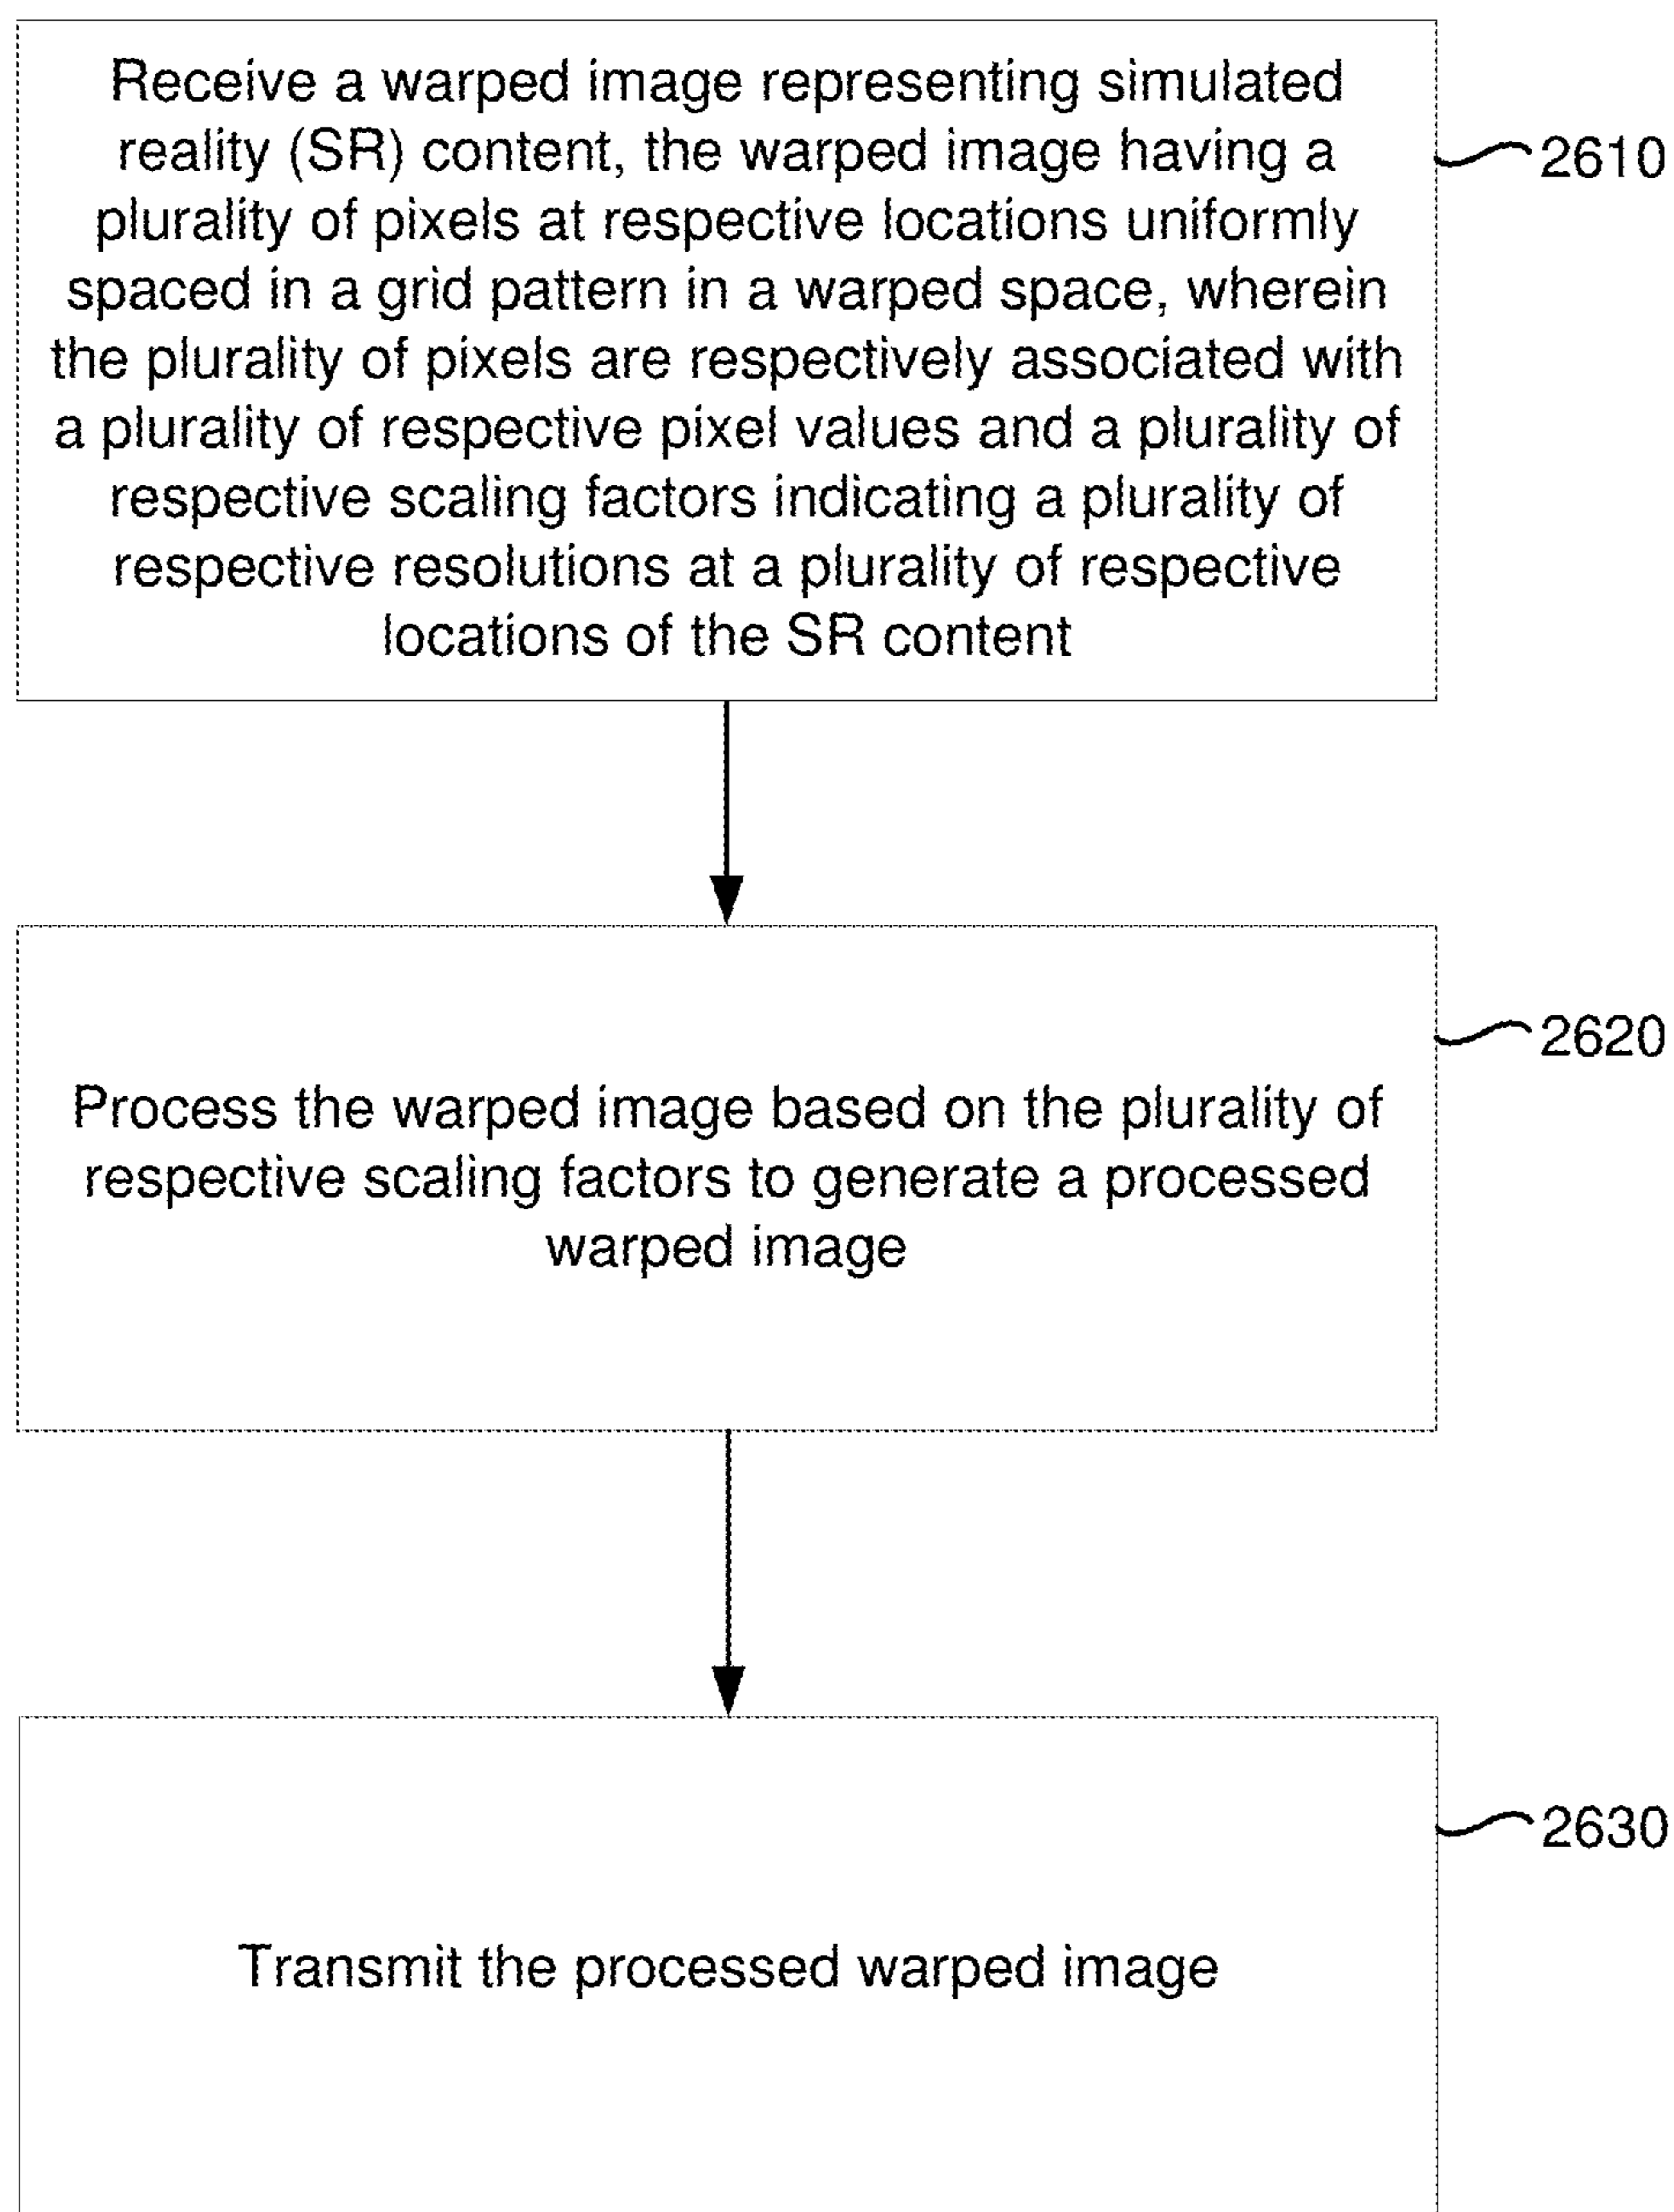 Receive a warped image representing simulated
reality (SR) content, the warped image having a
plurality of pixels at respective locations uniformly
spaced in a grid pattern in a warped space, wherein
the plurality of pixels are respectively associated with
a plurality of respective pixel values and a plurality of
respective scaling factors indicating a plurality of
respective resolutions at a plurality of respective
locations of the SR content
2610
Process the warped image based on the plurality of
respective scaling factors to generate a processed
warped image
2620
Transmit the processed warped image
2630